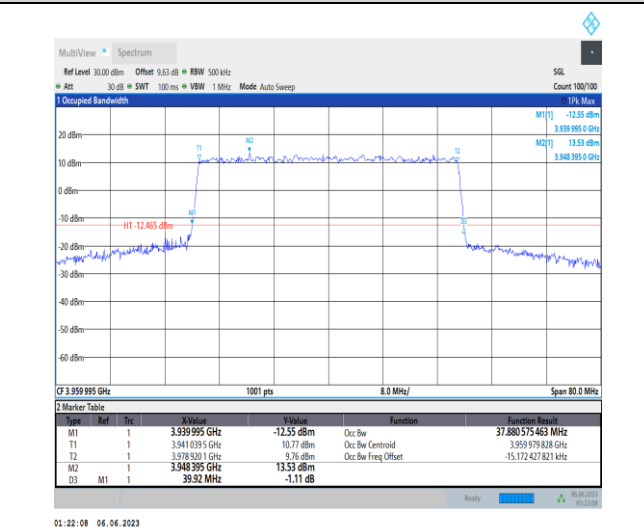 MultiView Spectrum
Ref Level 30.00 dBm Offset 9.63 dB RBW 500 kHz SGL
Att 30 dB SWT 100 ms VBW 1 MHz Mode Auto Sweep Count 100/100
1 Occupied Bandwidth 1Pk Max
M1[1] -12.55 dBm
3.939 995 0 GHz
M2[1] 13.53 dBm
3.948 395 0 GHz
20 dBm
M2
T1
T2
10 dBm
0 dBm
-10 dBm
M1
D3
H1 -12.465 dBm
-20 dBm
-30 dBm
-40 dBm
-50 dBm
-60 dBm
CF 3.959 995 GHz 1001 pts 8.0 MHz/ Span 80.0 MHz
2 Marker Table
Type Ref Trc X-Value Y-Value Function Function Result
M1 1 3.939 995 GHz -12.55 dBm Occ Bw 37.880 575 463 MHz
T1 1 3.941 039 5 GHz 10.77 dBm Occ Bw Centroid 3.959 979 828 GHz
T2 1 3.978 920 1 GHz 9.76 dBm Occ Bw Freq Offset -15.172 427 821 kHz
M2 1 3.948 395 GHz 13.53 dBm
D3 M1 1 39.92 MHz -1.11 dB
Ready 06.06.2023
01:22:08
01:22:08 06.06.2023